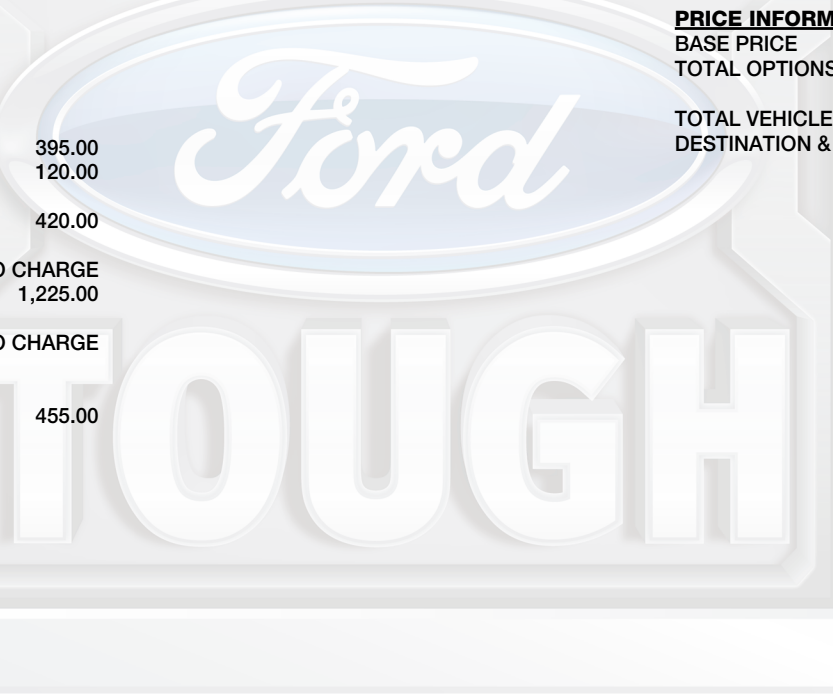 PRICE INFORM
BASE PRICE
TOTAL OPTIONS
TOTAL VEHICLE
DESTINATION &
395.00
120.00
420.00
O CHARGE
1,225.00
O CHARGE
455.00
Ford
TOUGH